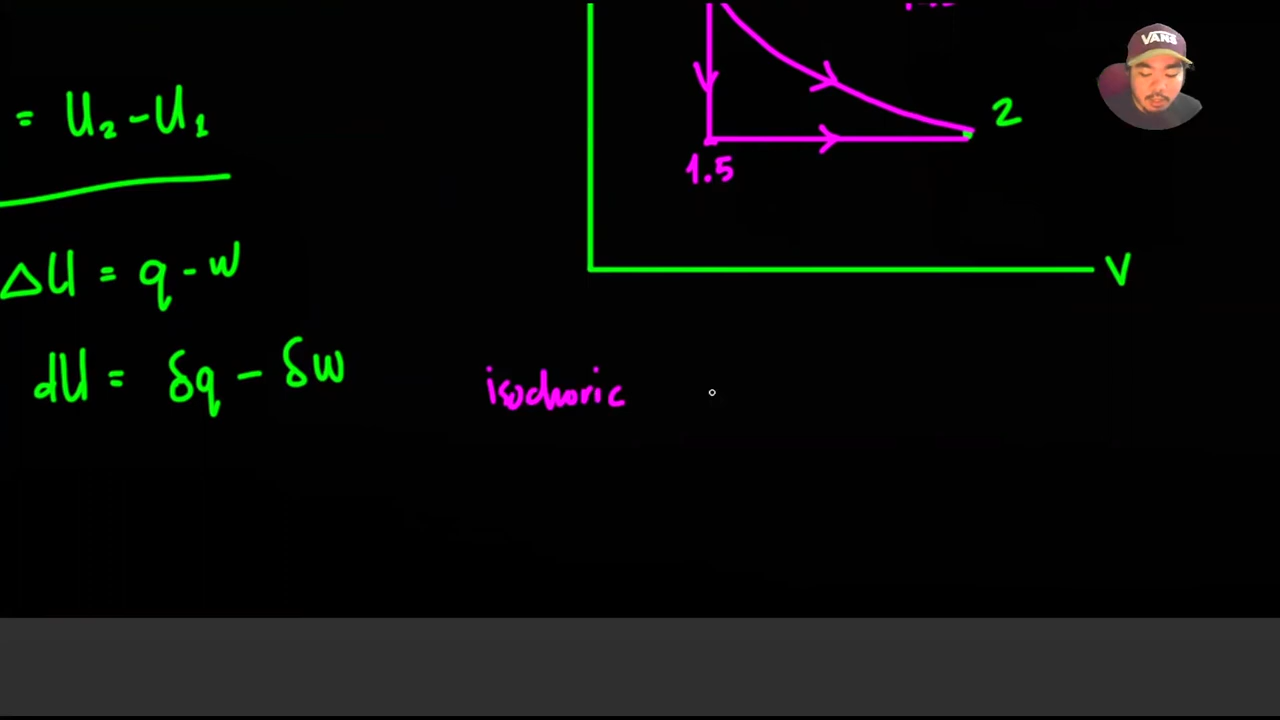 VANS
2
= U₂ - U₁
1.5
ΔU = q - w
V
dU = δq - δw
isochoric